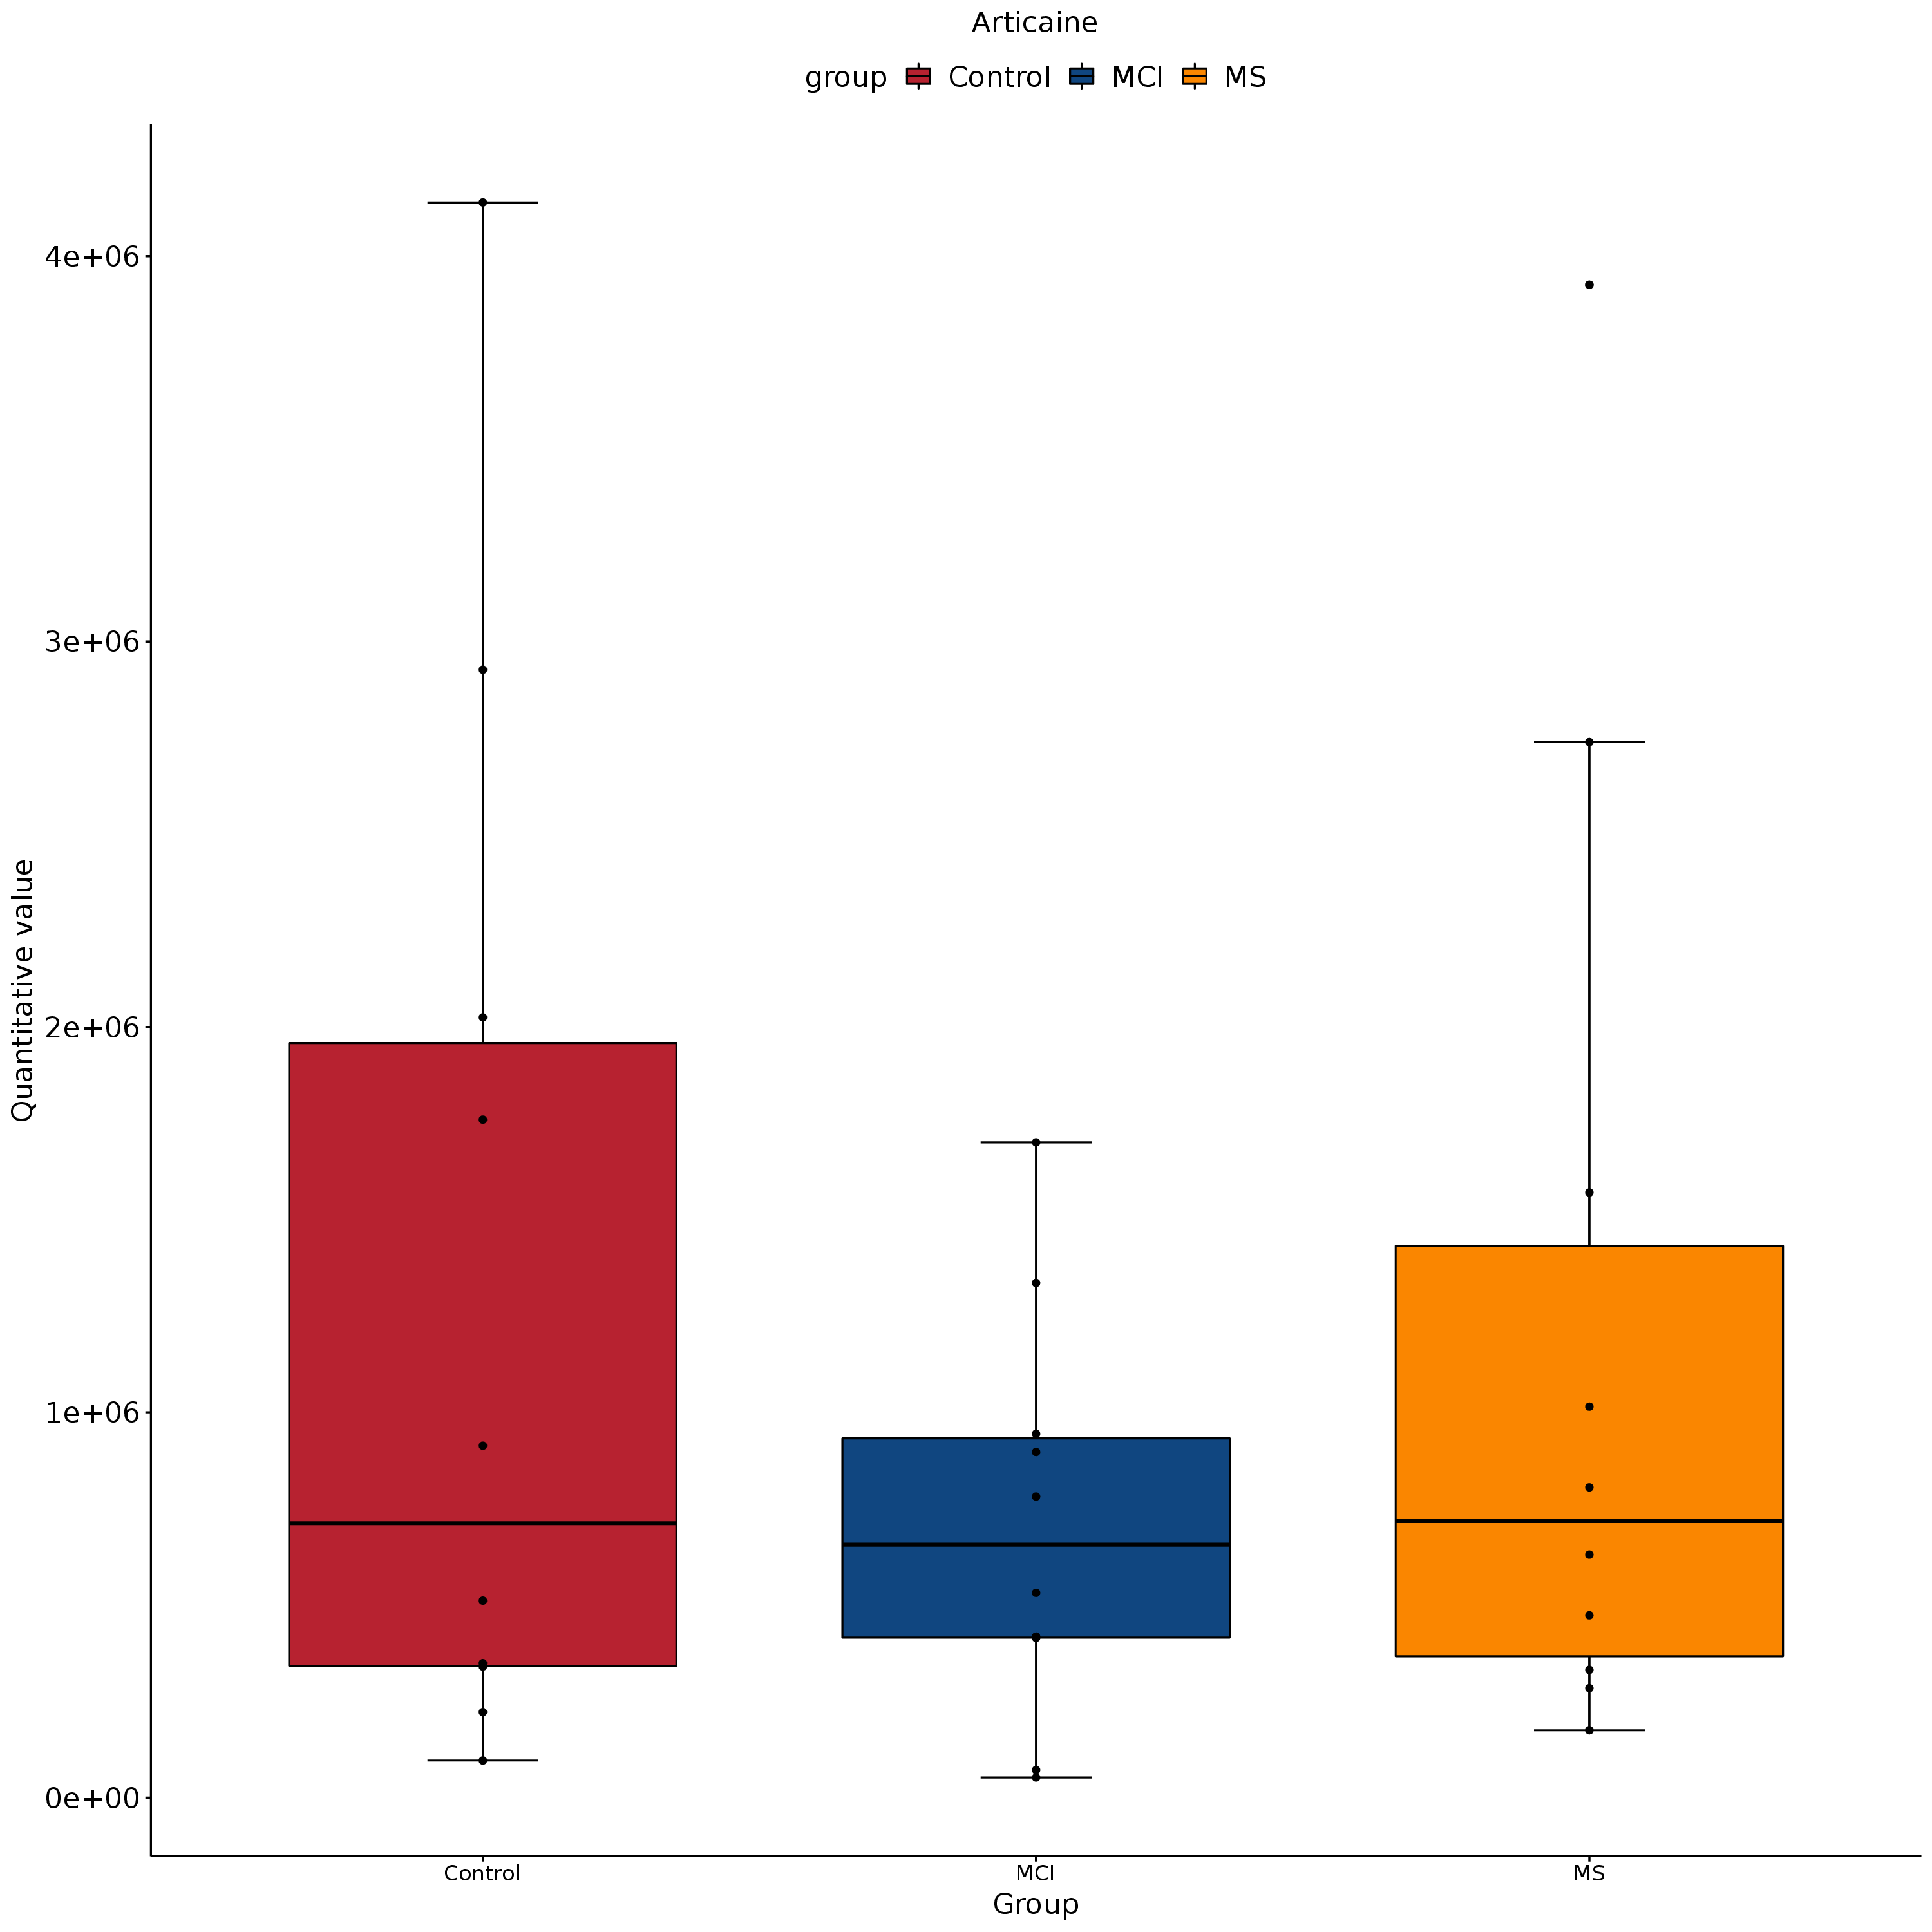 Articaine
group Control MCI MS
Quantitative value
4e+06
3e+06
2e+06
1e+06
0e+00
Control MCI MS
Group